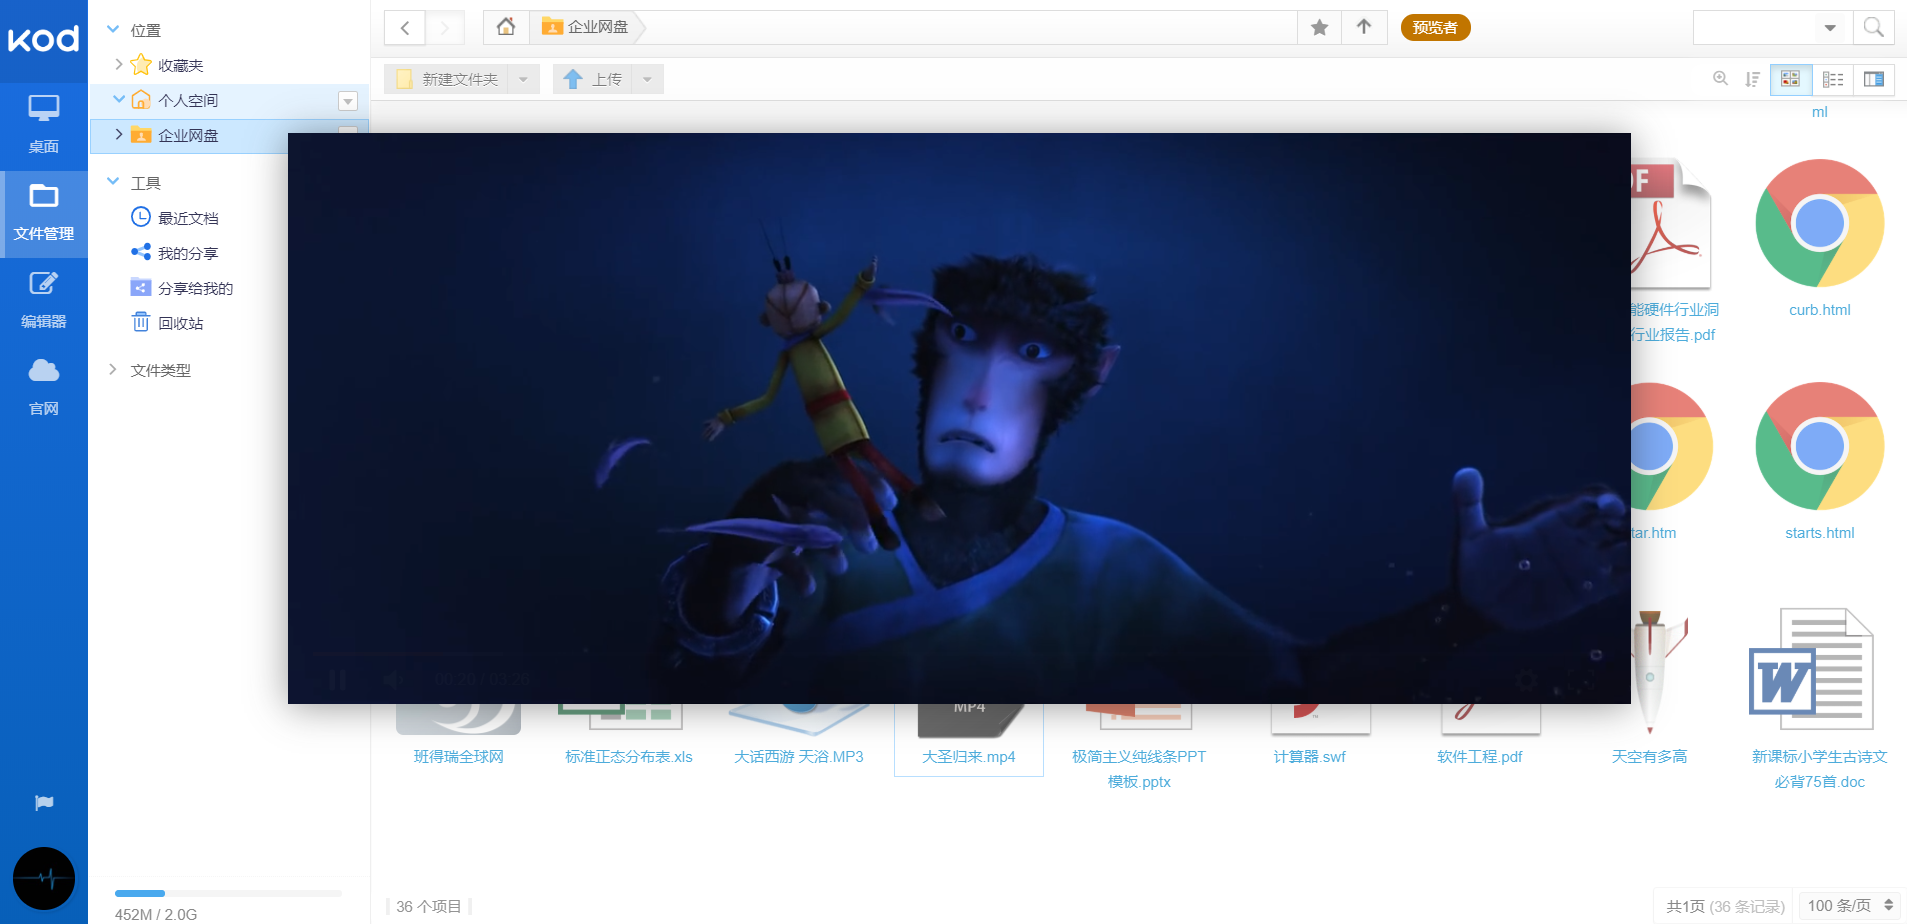 kod
桌面
文件管理
编辑器
官网
位置
收藏夹
个人空间
企业网盘
工具
最近文档
我的分享
分享给我的
回收站
文件类型
452M / 2.0G
企业网盘
预览者
新建文件夹
上传
ml
能硬件行业洞
行业报告.pdf
curb.html
tar.htm
starts.html
00:20 / 03:26
MP4
W
班得瑞全球网
标准正态分布表.xls
大话西游 天浴.MP3
大圣归来.mp4
极简主义纯线条PPT
模板.pptx
计算器.swf
软件工程.pdf
天空有多高
新课标小学生古诗文
必背75首.doc
36 个项目
共1页 (36 条记录)
100 条/页